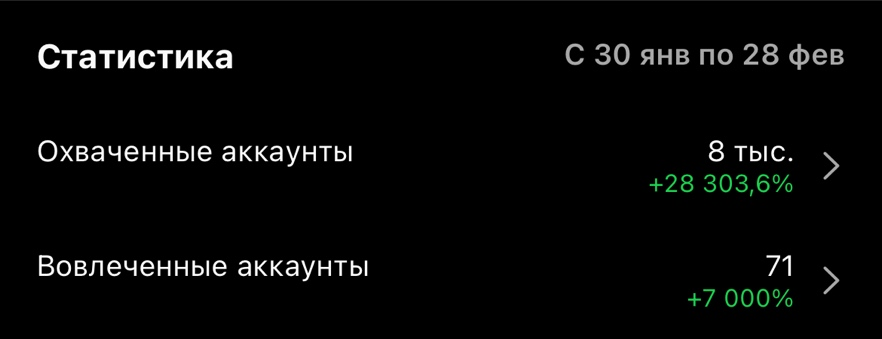 Статистика
С 30 янв по 28 фев
Охваченные аккаунты
8 тыс.
+28 303,6%
Вовлеченные аккаунты
71
+7 000%